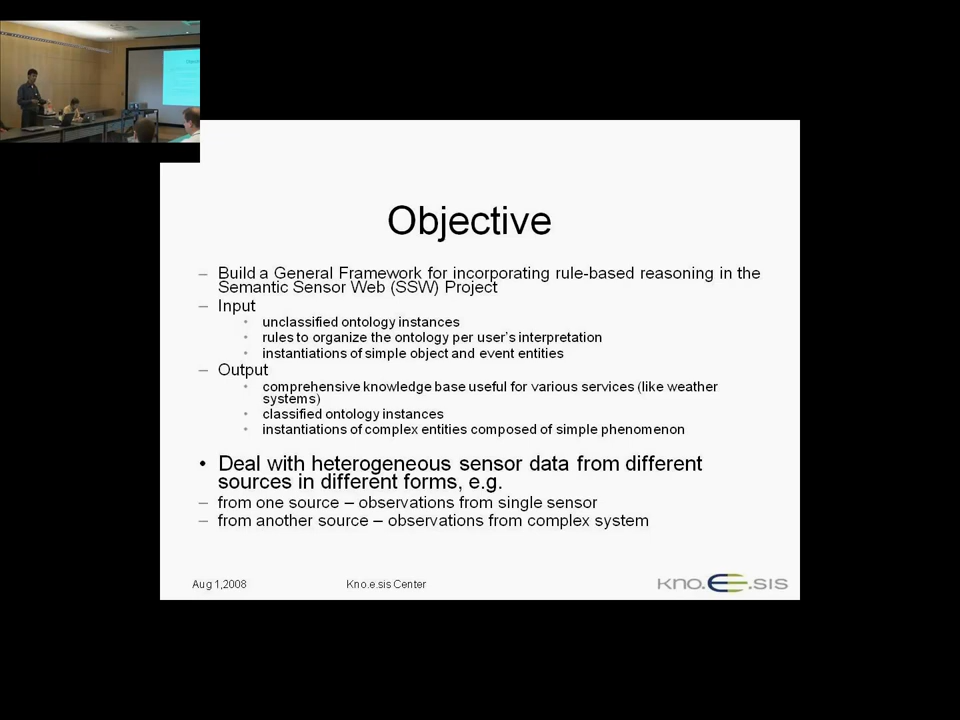 Objective
– Build a General Framework for incorporating rule-based reasoning in the
Semantic Sensor Web (SSW) Project
– Input
• unclassified ontology instances
• rules to organize the ontology per user's interpretation
• instantiations of simple object and event entities
– Output
• comprehensive knowledge base useful for various services (like weather
systems)
• classified ontology instances
• instantiations of complex entities composed of simple phenomenon
• Deal with heterogeneous sensor data from different
sources in different forms, e.g.
– from one source – observations from single sensor
– from another source – observations from complex system
Aug 1,2008 Kno.e.sis Center kno.e.sis